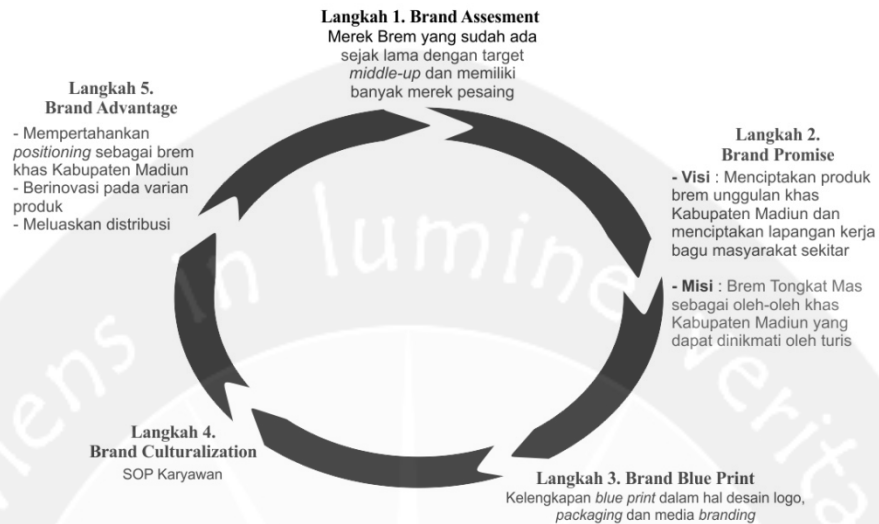 Langkah 1. Brand Assesment
Merek Brem yang sudah ada
sejak lama dengan target
middle-up dan memiliki
banyak merek pesaing
Langkah 2.
Brand Promise
- Visi : Menciptakan produk
brem unggulan khas
Kabupaten Madiun dan
menciptakan lapangan kerja
bagu masyarakat sekitar
- Misi : Brem Tongkat Mas
sebagai oleh-oleh khas
Kabupaten Madiun yang
dapat dinikmati oleh turis
Langkah 3. Brand Blue Print
Kelengkapan blue print dalam hal desain logo,
packaging dan media branding
Langkah 4.
Brand Culturalization
SOP Karyawan
Langkah 5.
Brand Advantage
- Mempertahankan
positioning sebagai brem
khas Kabupaten Madiun
- Berinovasi pada varian
produk
- Meluaskan distribusi
iens in lumine verita